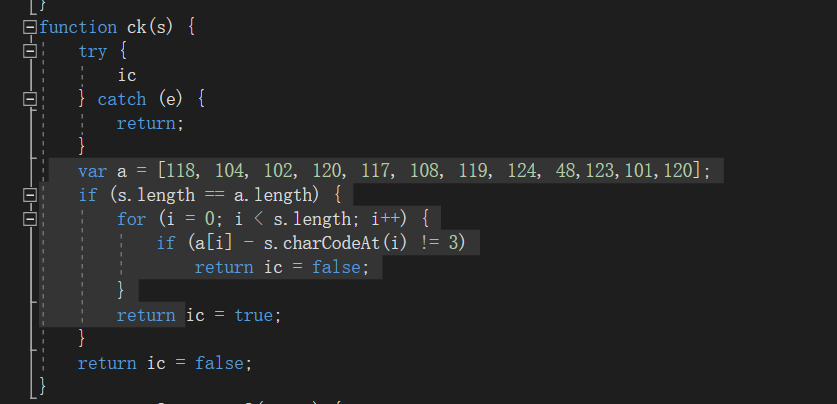 }
function ck(s) {
try {
ic
} catch (e) {
return;
}
var a = [118, 104, 102, 120, 117, 108, 119, 124, 48,123,101,120];
if (s.length == a.length) {
for (i = 0; i < s.length; i++) {
if (a[i] - s.charCodeAt(i) != 3)
return ic = false;
}
return ic = true;
}
return ic = false;
}